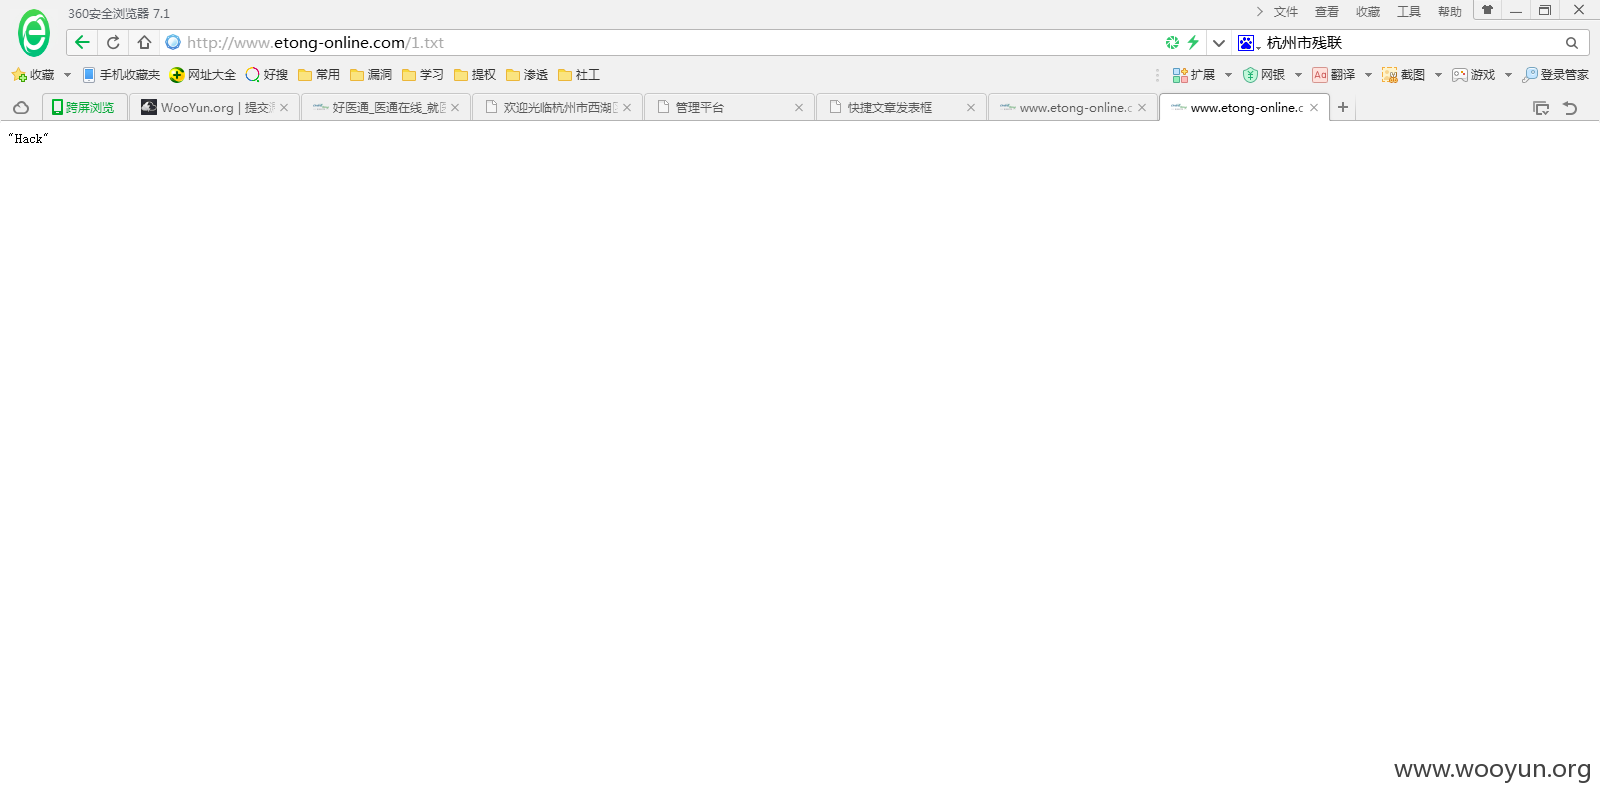 360安全浏览器 7.1
文件 查看 收藏 工具 帮助
http://www.etong-online.com/1.txt
杭州市残联
收藏 手机收藏夹 网址大全 好搜 常用 漏洞 学习 提权 渗透 社工 扩展 网银 翻译 截图 游戏 登录管家
跨屏浏览 WooYun.org | 提交 好医通_医通在线_就 欢迎光临杭州市西湖 管理平台 快捷文章发表框 www.etong-online.c www.etong-online.c
"Hack"
www.wooyun.org